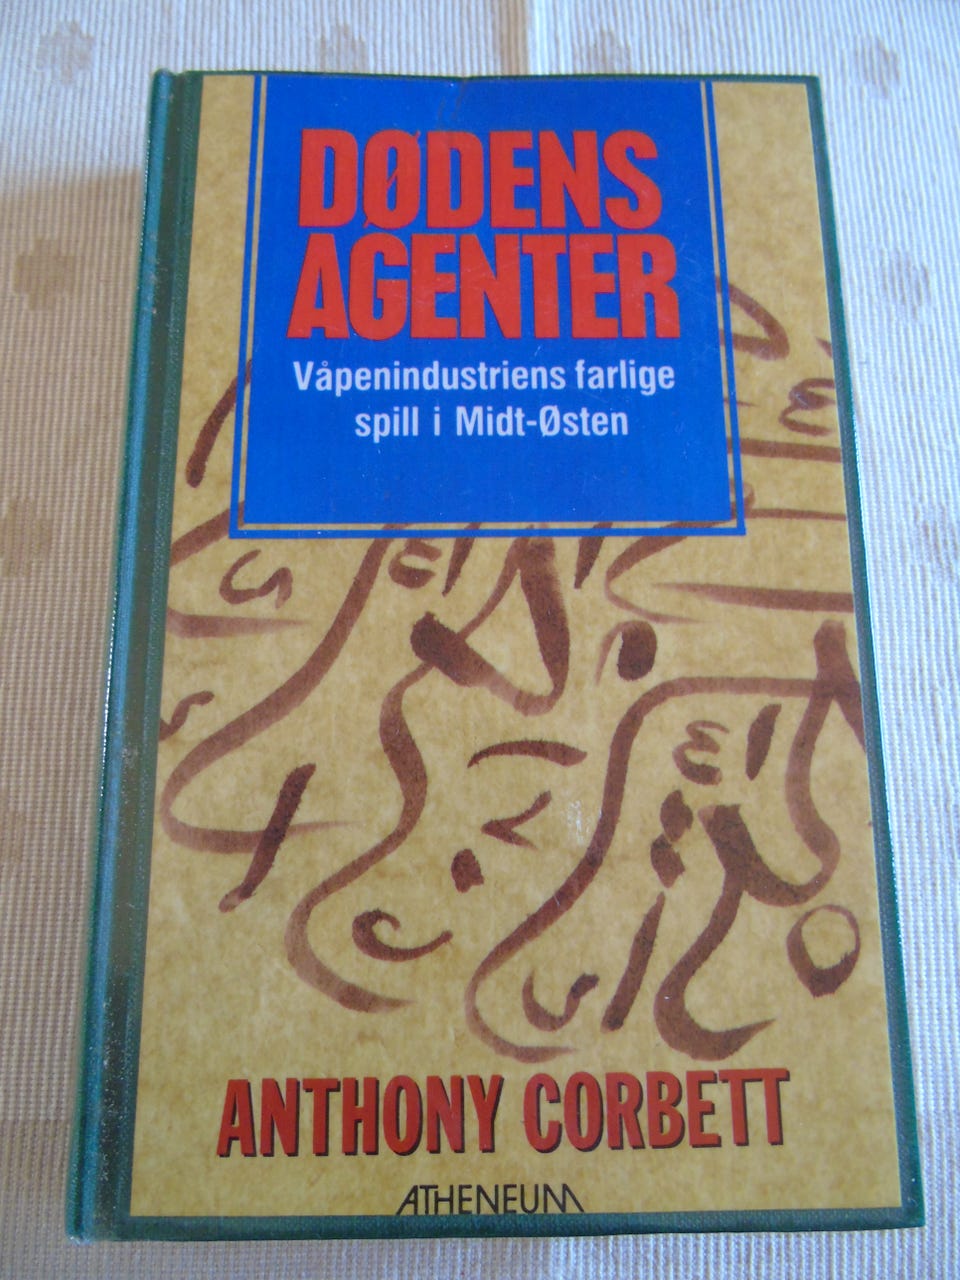 DØDENS
AGENTER
Våpenindustriens farlige
spill i Midt-Østen
ANTHONY CORBETT
ATHENEUM